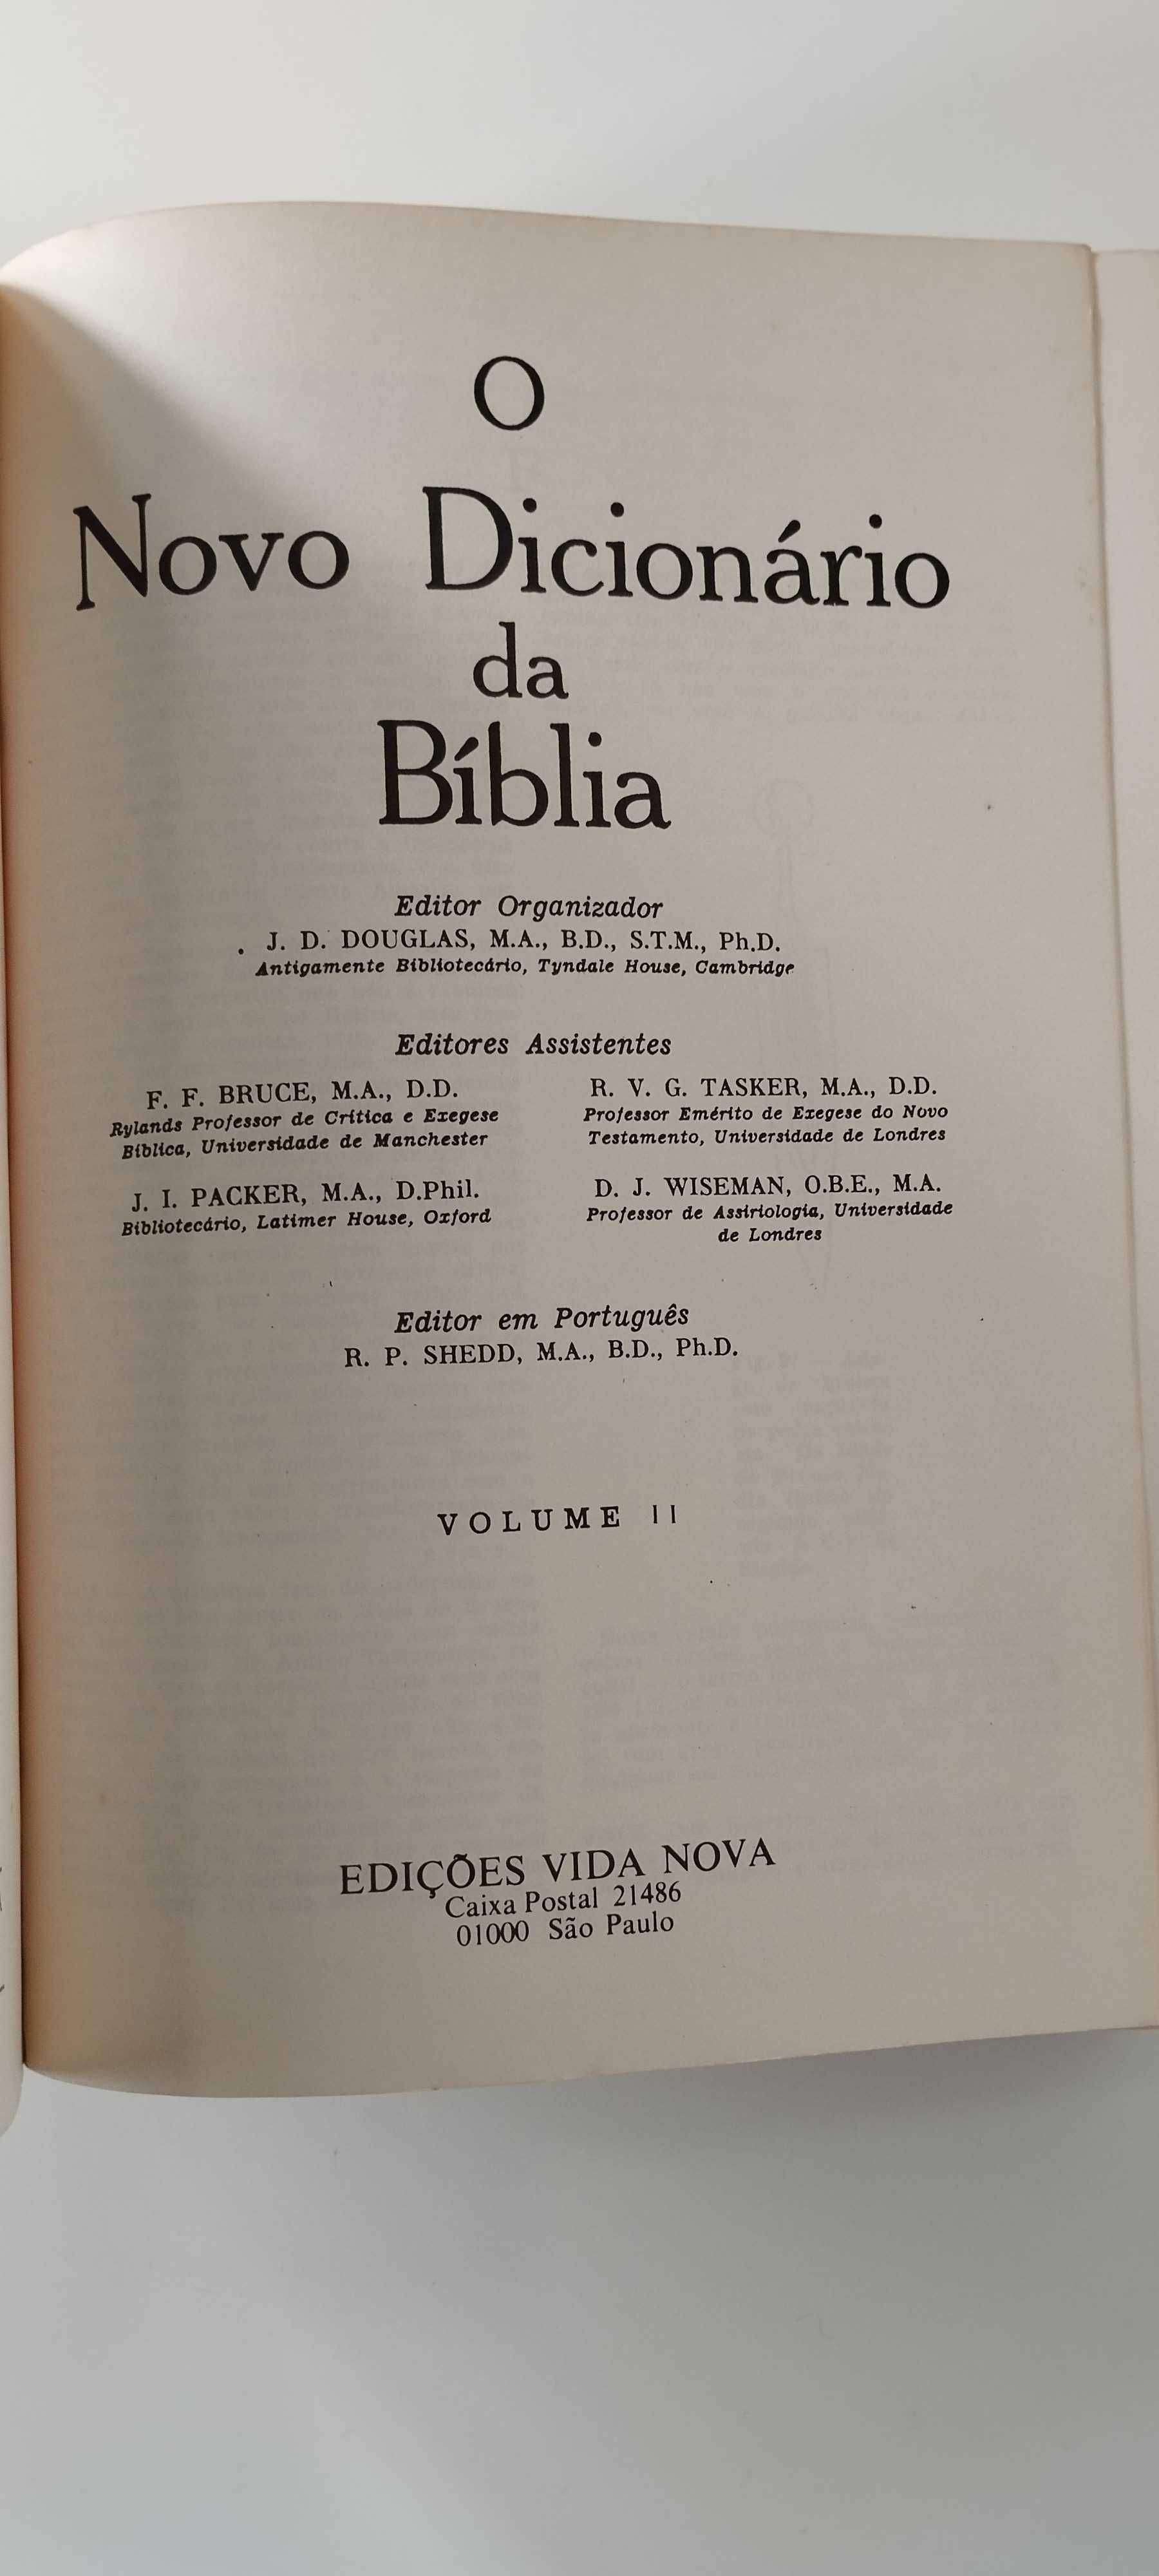 O
Novo Dicionário
da
Bíblia
Editor Organizador
J. D. DOUGLAS, M.A., B.D., S.T.M., Ph.D.
Antigamente Bibliotecário, Tyndale House, Cambridge
Editores Assistentes
F. F. BRUCE, M.A., D.D.
Rylands Professor de Crítica e Exegese
Bíblica, Universidade de Manchester
R. V. G. TASKER, M.A., D.D.
Professor Emérito de Exegese do Novo
Testamento, Universidade de Londres
J. I. PACKER, M.A., D.Phil.
Bibliotecário, Latimer House, Oxford
D. J. WISEMAN, O.B.E., M.A.
Professor de Assiriologia, Universidade
de Londres
Editor em Português
R. P. SHEDD, M.A., B.D., Ph.D.
VOLUME II
EDIÇÕES VIDA NOVA
Caixa Postal 21486
01000 São Paulo